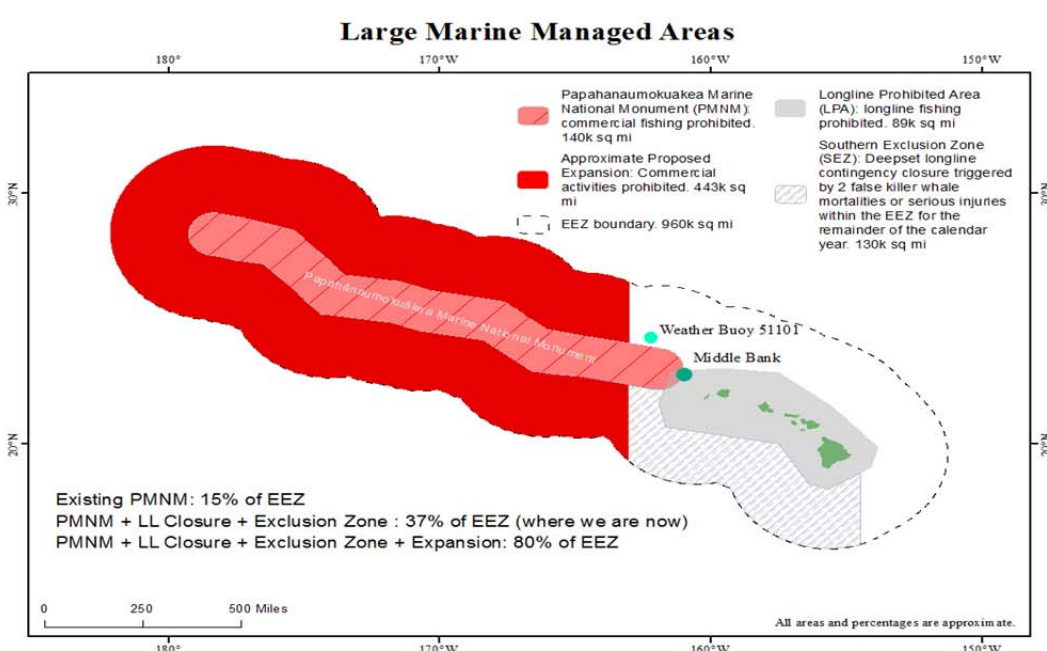 Large Marine Managed Areas
180°
170°W
160°W
150°W
30°N
30°N
20°N
20°N
Papahanaumokuakea Marine
National Monument (PMNM):
commercial fishing prohibited.
140k sq mi
Approximate Proposed
Expansion: Commercial
activities prohibited. 443k sq
mi
EEZ boundary. 960k sq mi
Longline Prohibited Area
(LPA): longline fishing
prohibited. 89k sq mi
Southern Exclusion Zone
(SEZ): Deepset longline
contingency closure triggered
by 2 false killer whale
mortalities or serious injuries
within the EEZ for the
remainder of the calendar
year. 130k sq mi
Papahānaumokuākea Marine National Monument
Weather Buoy 51101
Middle Bank
Existing PMNM: 15% of EEZ
PMNM + LL Closure + Exclusion Zone : 37% of EEZ (where we are now)
PMNM + LL Closure + Exclusion Zone + Expansion: 80% of EEZ
0 250 500 Miles
All areas and percentages are approximate.
180°
170°W
160°W
150°W